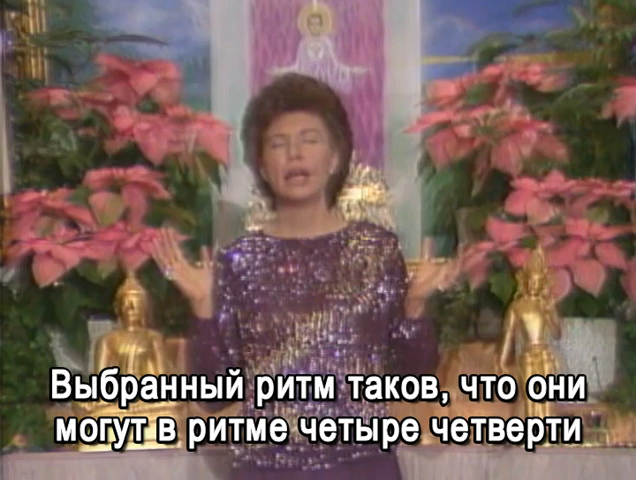 Выбранный ритм таков, что они
могут в ритме четыре четверти